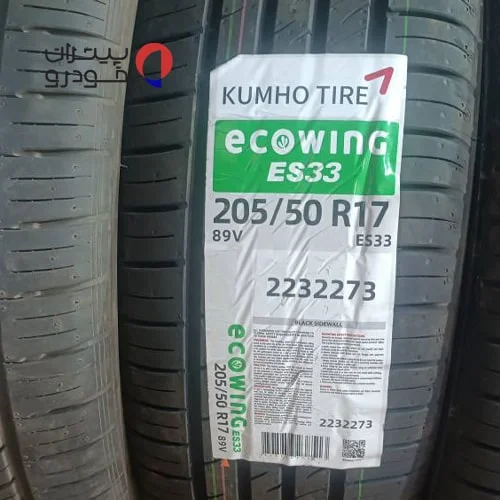 پیتران
خودرو
KUMHO TIRE
ecowing
ES33
205/50 R17
89V
ES33
2232273
BLACK SIDEWALL
ecowing ES33
205/50 R17 89V
2232273